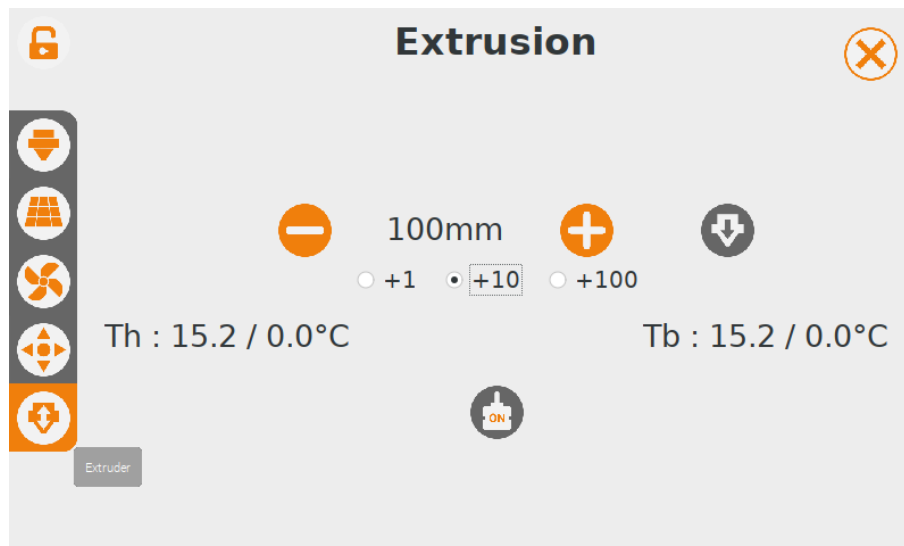 Extrusion
100mm
+1 +10 +100
Th : 15.2 / 0.0°C
Tb : 15.2 / 0.0°C
ON
Extruder